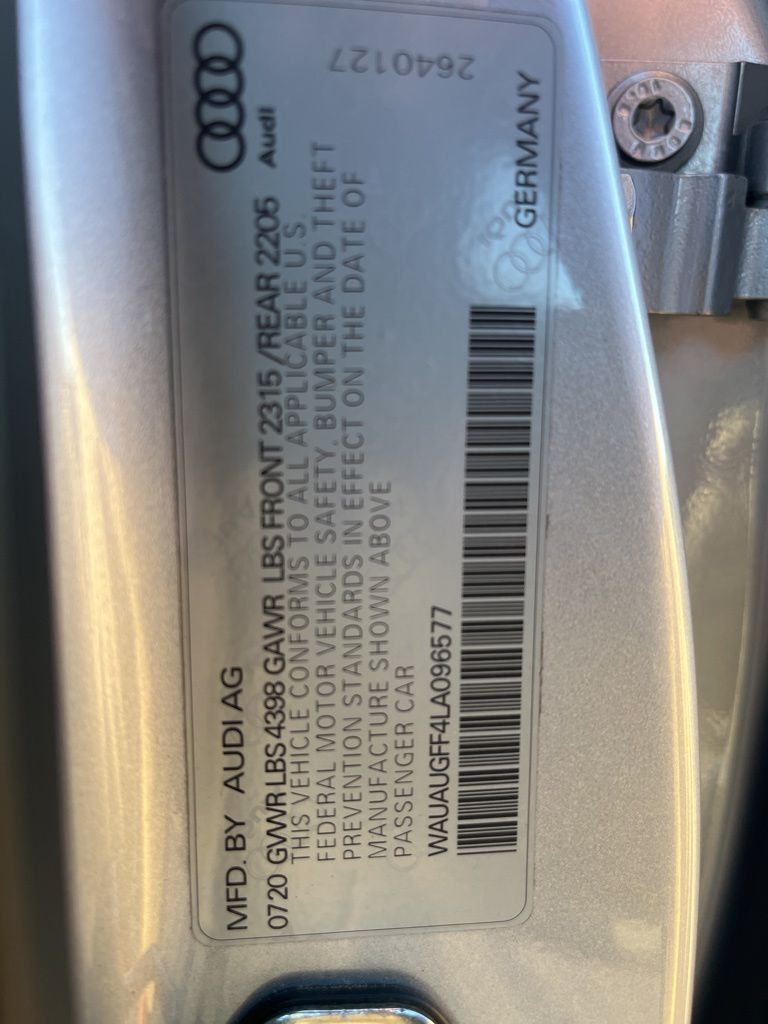 MFD. BY AUDI AG
0720 GVWR LBS 4398 GAWR LBS FRONT 2315 /REAR 2205
THIS VEHICLE CONFORMS TO ALL APPLICABLE U.S.
FEDERAL MOTOR VEHICLE SAFETY, BUMPER AND THEFT
PREVENTION STANDARDS IN EFFECT ON THE DATE OF
MANUFACTURE SHOWN ABOVE
PASSENGER CAR
WAUAUGFF4LA096577
GERMANY
Audi
2640127